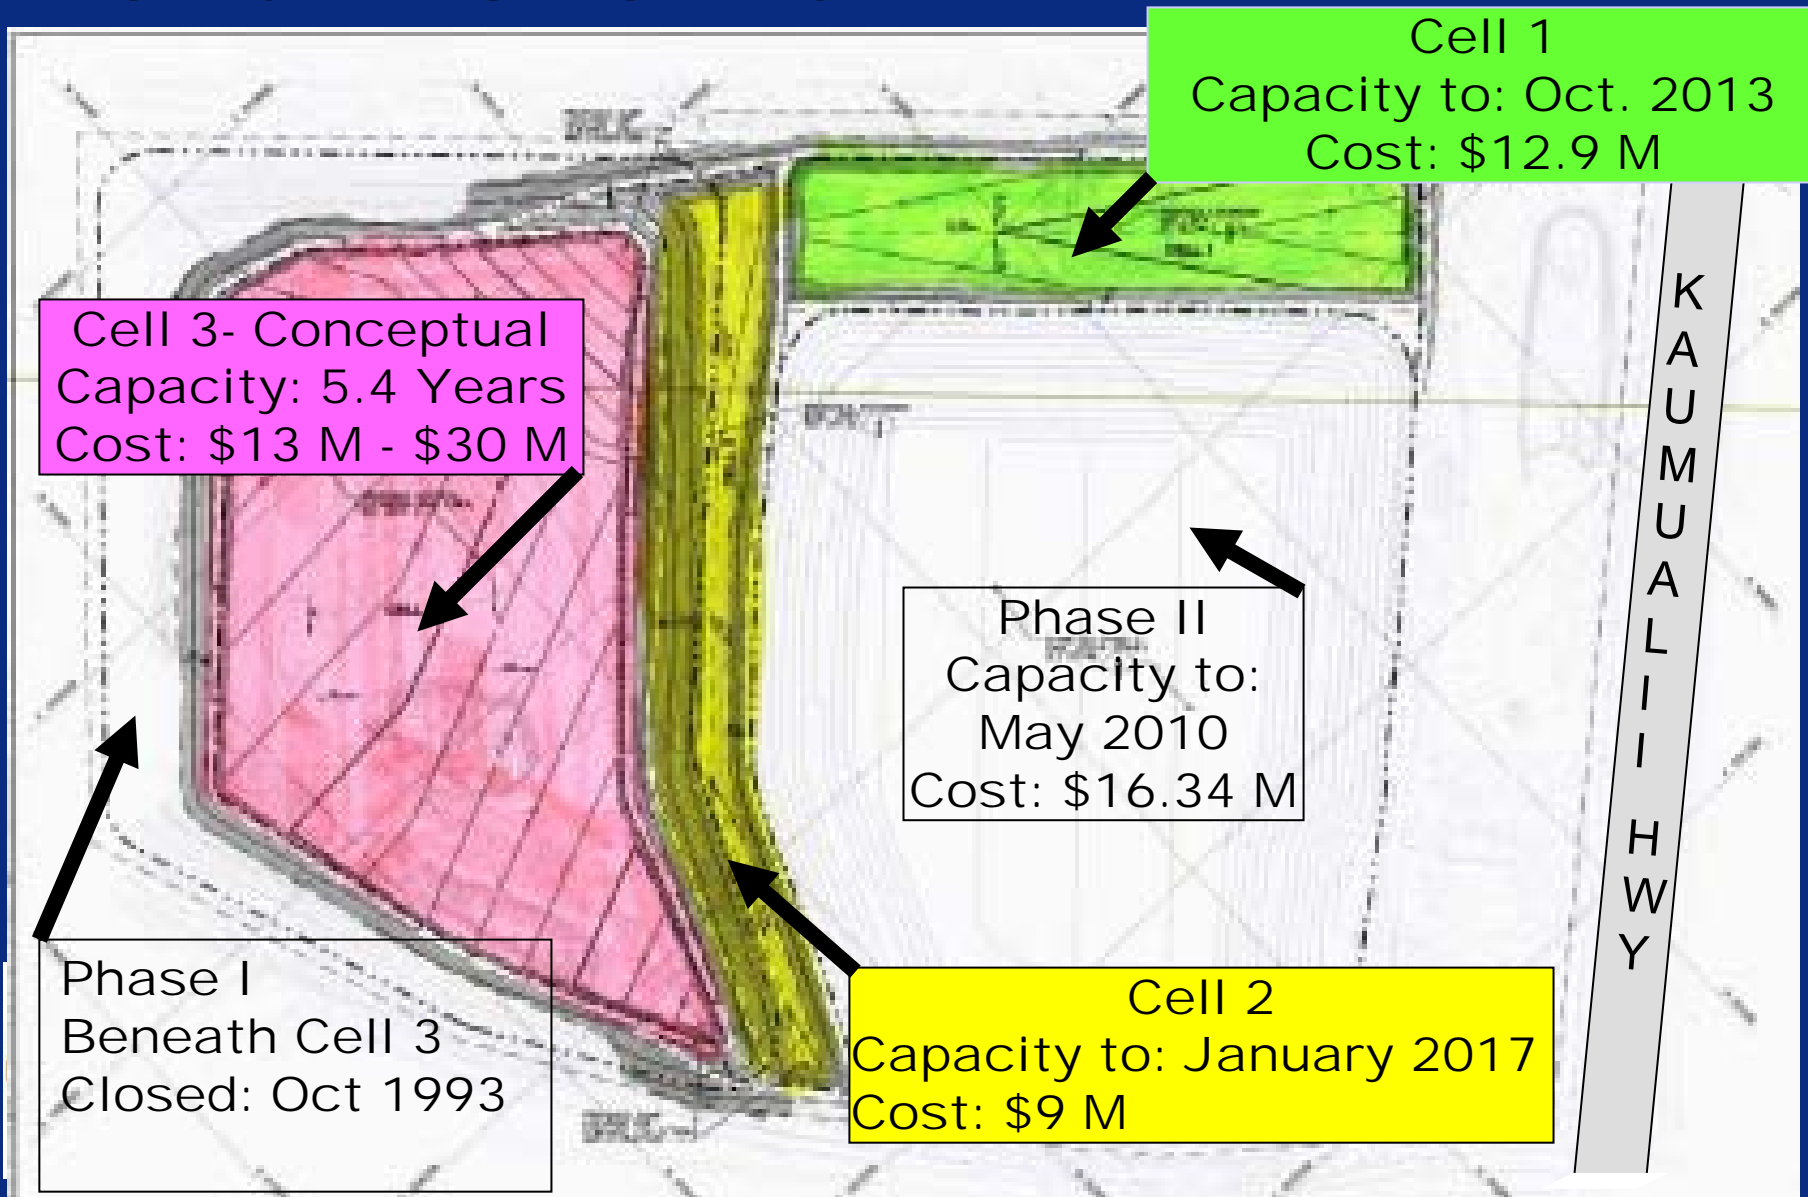 Cell 1
Capacity to: Oct. 2013
Cost: $12.9 M
Cell 3- Conceptual
Capacity: 5.4 Years
Cost: $13 M - $30 M
Phase II
Capacity to:
May 2010
Cost: $16.34 M
KAUMUALII HWY
Phase I
Beneath Cell 3
Closed: Oct 1993
Cell 2
Capacity to: January 2017
Cost: $9 M